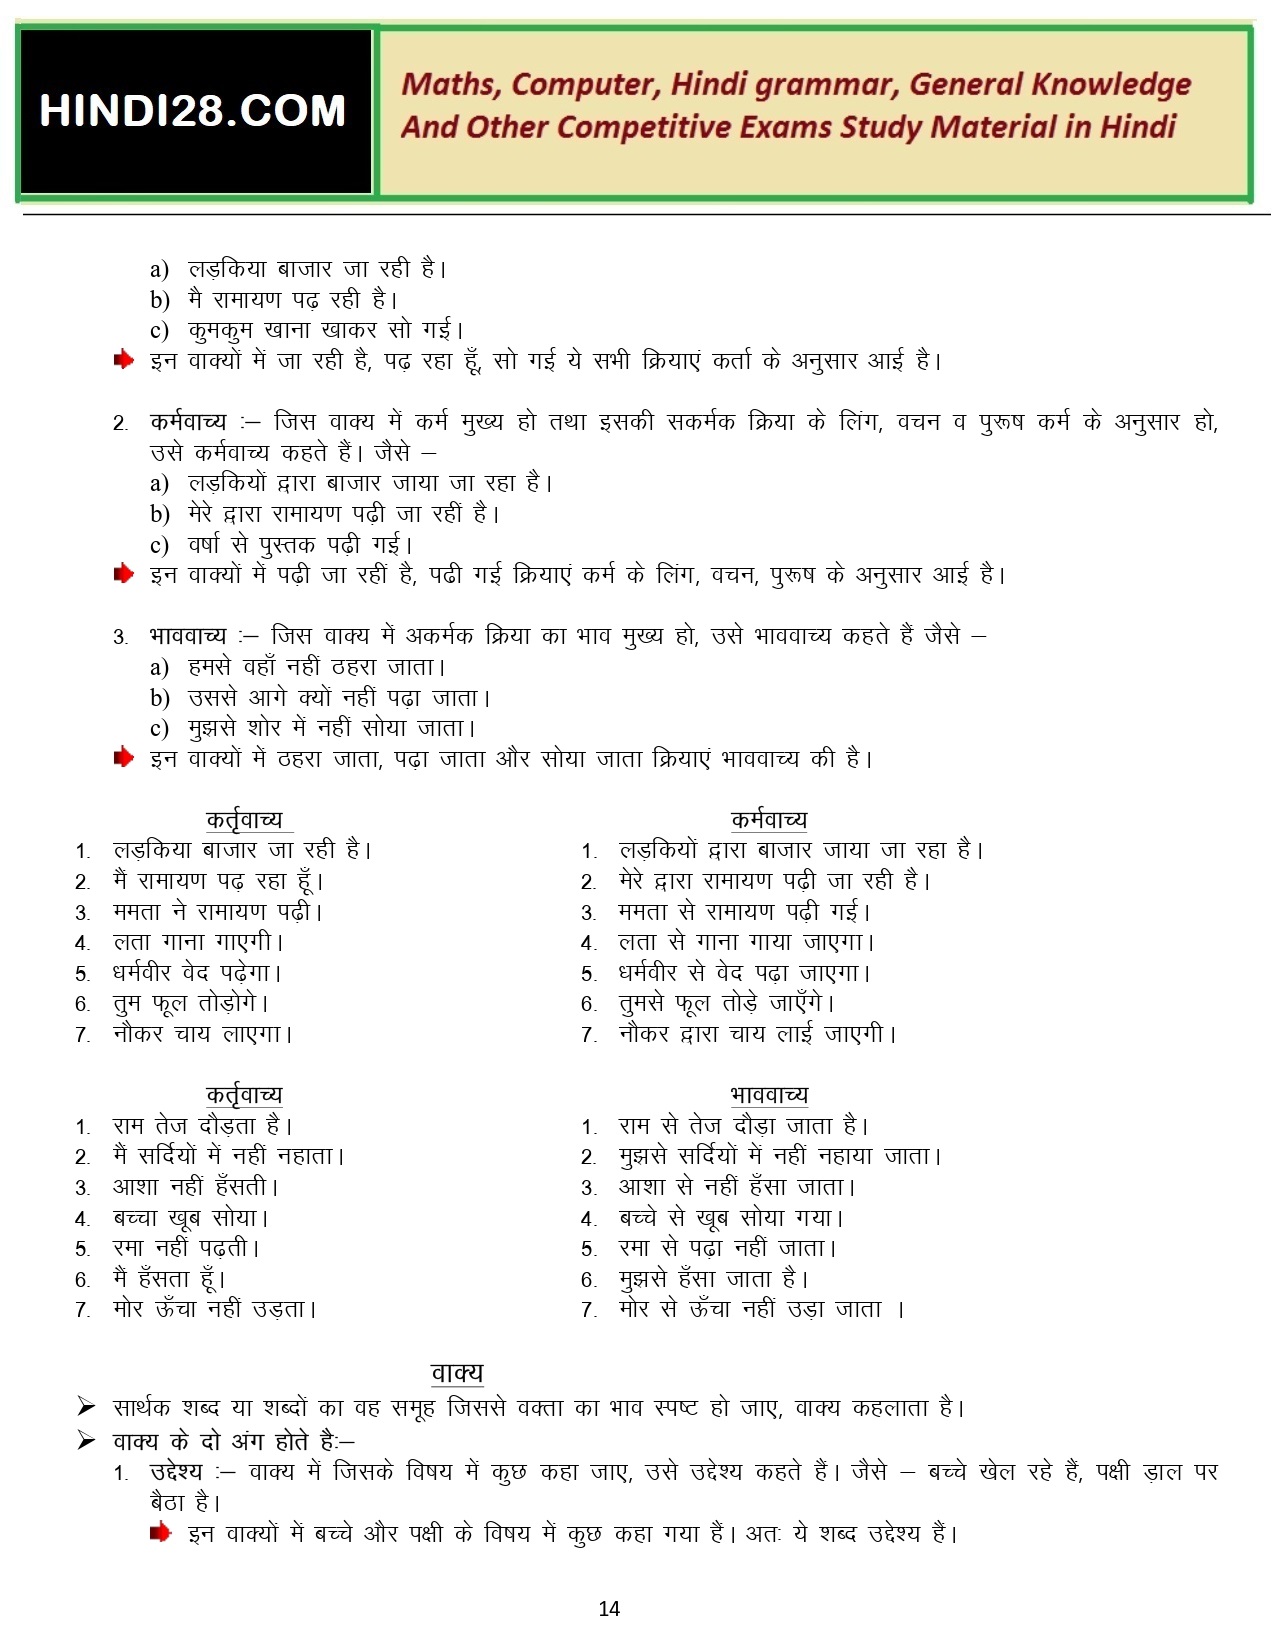 HINDI28.COM
Maths, Computer, Hindi grammar, General Knowledge
And Other Competitive Exams Study Material in Hindi
a) लड़किया बाजार जा रही है।
b) मै रामायण पढ़ रही है।
c) कुमकुम खाना खाकर सो गई।
इन वाक्यों में जा रही है, पढ़ रहा हूँ, सो गई ये सभी क्रियाएं कर्ता के अनुसार आई है।
2. कर्मवाच्य :– जिस वाक्य में कर्म मुख्य हो तथा इसकी सकर्मक क्रिया के लिंग, वचन व पुरूष कर्म के अनुसार हो,
उसे कर्मवाच्य कहते हैं। जैसे –
a) लड़कियों द्वारा बाजार जाया जा रहा है।
b) मेरे द्वारा रामायण पढ़ी जा रहीं है।
c) वर्षा से पुस्तक पढ़ी गई।
इन वाक्यों में पढ़ी जा रहीं है, पढी गई क्रियाएं कर्म के लिंग, वचन, पुरूष के अनुसार आई है।
3. भाववाच्य :– जिस वाक्य में अकर्मक क्रिया का भाव मुख्य हो, उसे भाववाच्य कहते हैं जैसे –
a) हमसे वहाँ नहीं ठहरा जाता।
b) उससे आगे क्यों नहीं पढ़ा जाता।
c) मुझसे शोर में नहीं सोया जाता।
इन वाक्यों में ठहरा जाता, पढ़ा जाता और सोया जाता क्रियाएं भाववाच्य की है।
कर्तृवाच्य कर्मवाच्य
1. लड़किया बाजार जा रही है। 1. लड़कियों द्वारा बाजार जाया जा रहा है।
2. मैं रामायण पढ़ रहा हूँ। 2. मेरे द्वारा रामायण पढ़ी जा रही है।
3. ममता ने रामायण पढ़ी। 3. ममता से रामायण पढ़ी गई।
4. लता गाना गाएगी। 4. लता से गाना गाया जाएगा।
5. धर्मवीर वेद पढ़ेगा। 5. धर्मवीर से वेद पढ़ा जाएगा।
6. तुम फूल तोड़ोगे। 6. तुमसे फूल तोड़े जाएँगे।
7. नौकर चाय लाएगा। 7. नौकर द्वारा चाय लाई जाएगी।
कर्तृवाच्य भाववाच्य
1. राम तेज दौड़ता है। 1. राम से तेज दौड़ा जाता है।
2. मैं सर्दियों में नहीं नहाता। 2. मुझसे सर्दियों में नहीं नहाया जाता।
3. आशा नहीं हँसती। 3. आशा से नहीं हँसा जाता।
4. बच्चा खूब सोया। 4. बच्चे से खूब सोया गया।
5. रमा नहीं पढ़ती। 5. रमा से पढ़ा नहीं जाता।
6. मैं हँसता हूँ। 6. मुझसे हँसा जाता है।
7. मोर ऊँचा नहीं उड़ता। 7. मोर से ऊँचा नहीं उड़ा जाता ।
वाक्य
➢ सार्थक शब्द या शब्दों का वह समूह जिससे वक्ता का भाव स्पष्ट हो जाए, वाक्य कहलाता है।
➢ वाक्य के दो अंग होते है:–
1. उद्देश्य :– वाक्य में जिसके विषय में कुछ कहा जाए, उसे उद्देश्य कहते हैं। जैसे – बच्चे खेल रहे हैं, पक्षी ड़ाल पर
बैठा है।
इन वाक्यों में बच्चे और पक्षी के विषय में कुछ कहा गया हैं। अतः ये शब्द उद्देश्य हैं।
14